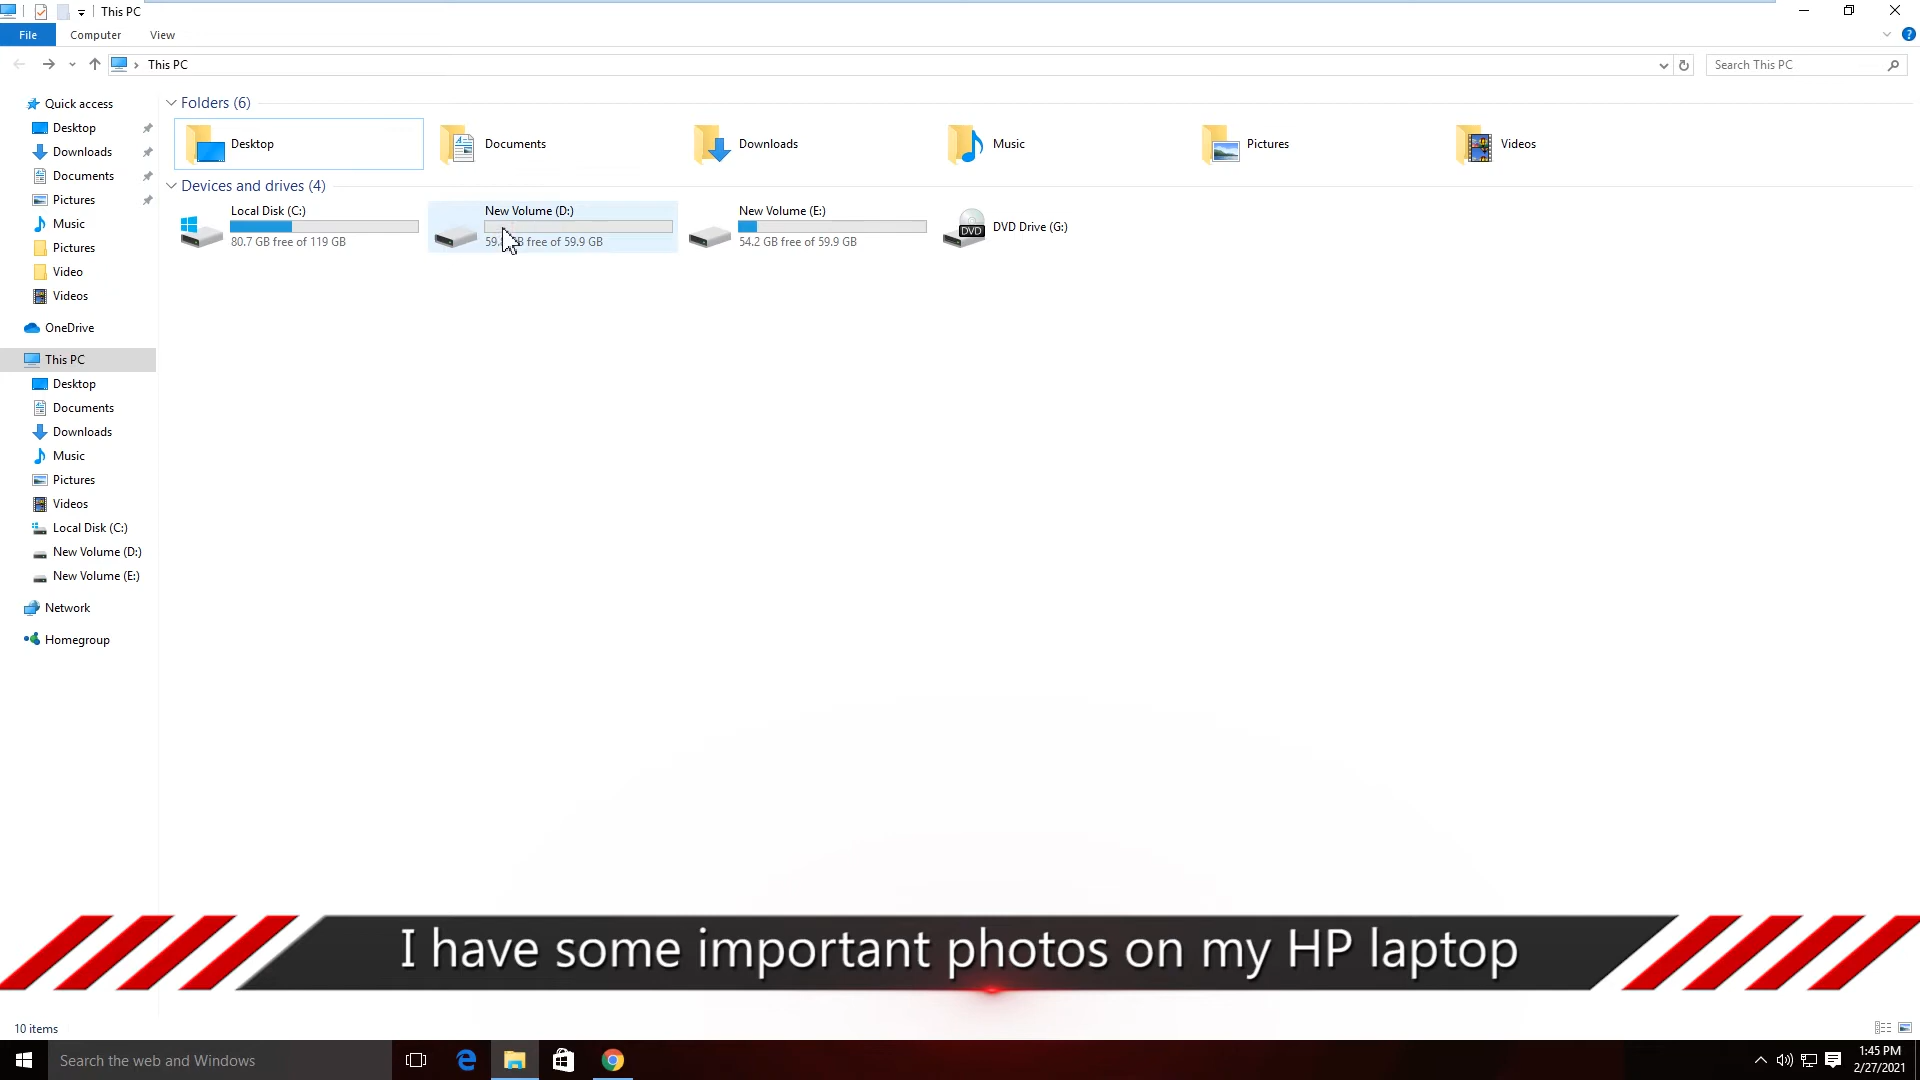 This PC
File Computer View
This PC
Search This PC
Quick access
Desktop
Downloads
Documents
Pictures
Music
Pictures
Video
Videos
OneDrive
This PC
Desktop
Documents
Downloads
Music
Pictures
Videos
Local Disk (C:)
New Volume (D:)
New Volume (E:)
Network
Homegroup
Folders (6)
Desktop Documents Downloads Music Pictures Videos
Devices and drives (4)
Local Disk (C:)
80.7 GB free of 119 GB
New Volume (D:)
free of 59.9 GB
New Volume (E:)
54.2 GB free of 59.9 GB
DVD
DVD Drive (G:)
I have some important photos on my HP laptop
10 items
Search the web and Windows
1:45 PM
2/27/2021